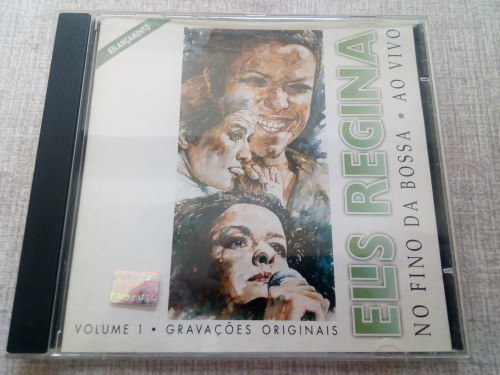 RELANÇAMENTO
ELIS REGINA
NO FINO DA BOSSA • AO VIVO
VOLUME 1 • GRAVAÇÕES ORIGINAIS